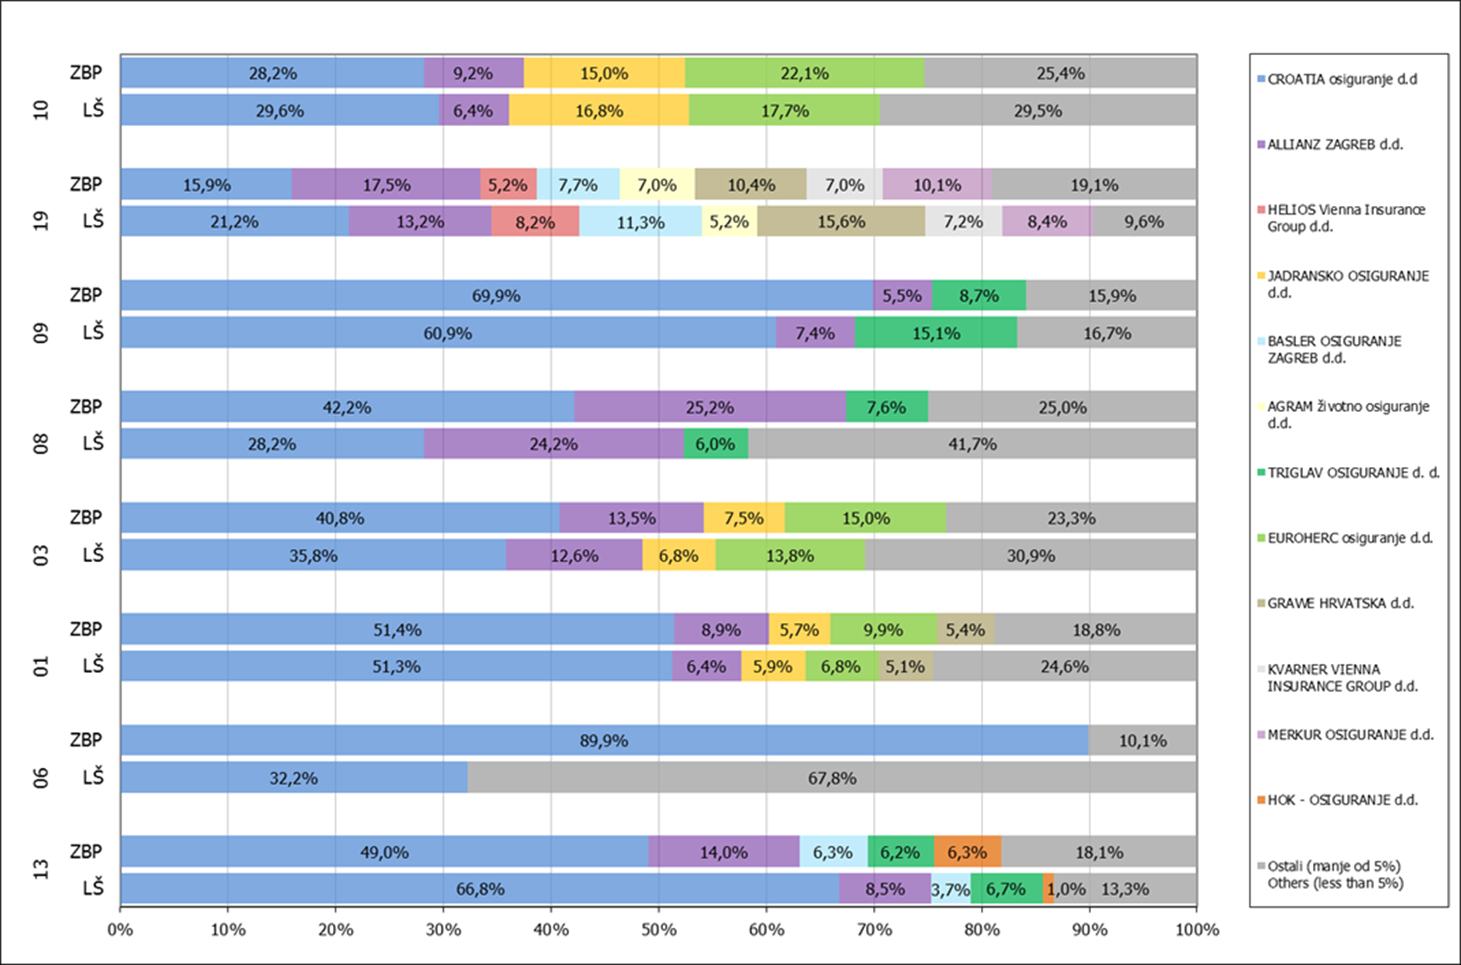 10
ZBP 28,2% 9,2% 15,0% 22,1% 25,4%
LŠ 29,6% 6,4% 16,8% 17,7% 29,5%
19
ZBP 15,9% 17,5% 5,2% 7,7% 7,0% 10,4% 7,0% 10,1% 19,1%
LŠ 21,2% 13,2% 8,2% 11,3% 5,2% 15,6% 7,2% 8,4% 9,6%
09
ZBP 69,9% 5,5% 8,7% 15,9%
LŠ 60,9% 7,4% 15,1% 16,7%
08
ZBP 42,2% 25,2% 7,6% 25,0%
LŠ 28,2% 24,2% 6,0% 41,7%
03
ZBP 40,8% 13,5% 7,5% 15,0% 23,3%
LŠ 35,8% 12,6% 6,8% 13,8% 30,9%
01
ZBP 51,4% 8,9% 5,7% 9,9% 5,4% 18,8%
LŠ 51,3% 6,4% 5,9% 6,8% 5,1% 24,6%
06
ZBP 89,9% 10,1%
LŠ 32,2% 67,8%
13
ZBP 49,0% 14,0% 6,3% 6,2% 6,3% 18,1%
LŠ 66,8% 8,5% 3,7% 6,7% 1,0% 13,3%
0% 10% 20% 30% 40% 50% 60% 70% 80% 90% 100%
CROATIA osiguranje d.d
ALLIANZ ZAGREB d.d.
HELIOS Vienna Insurance
Group d.d.
JADRANSKO OSIGURANJE
d.d.
BASLER OSIGURANJE
ZAGREB d.d.
AGRAM životno osiguranje
d.d.
TRIGLAV OSIGURANJE d. d.
EUROHERC osiguranje d.d.
GRAWE HRVATSKA d.d.
KVARNER VIENNA
INSURANCE GROUP d.d.
MERKUR OSIGURANJE d.d.
HOK - OSIGURANJE d.d.
Ostali (manje od 5%)
Others (less than 5%)